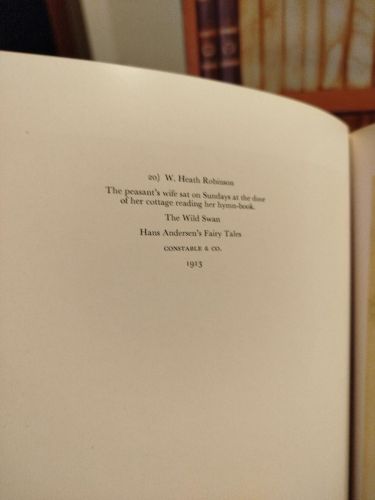 20) W. Heath Robinson
The peasant's wife sat on Sundays at the door
of her cottage reading her hymn-book.
The Wild Swan
Hans Andersen's Fairy Tales
CONSTABLE & CO.
1913